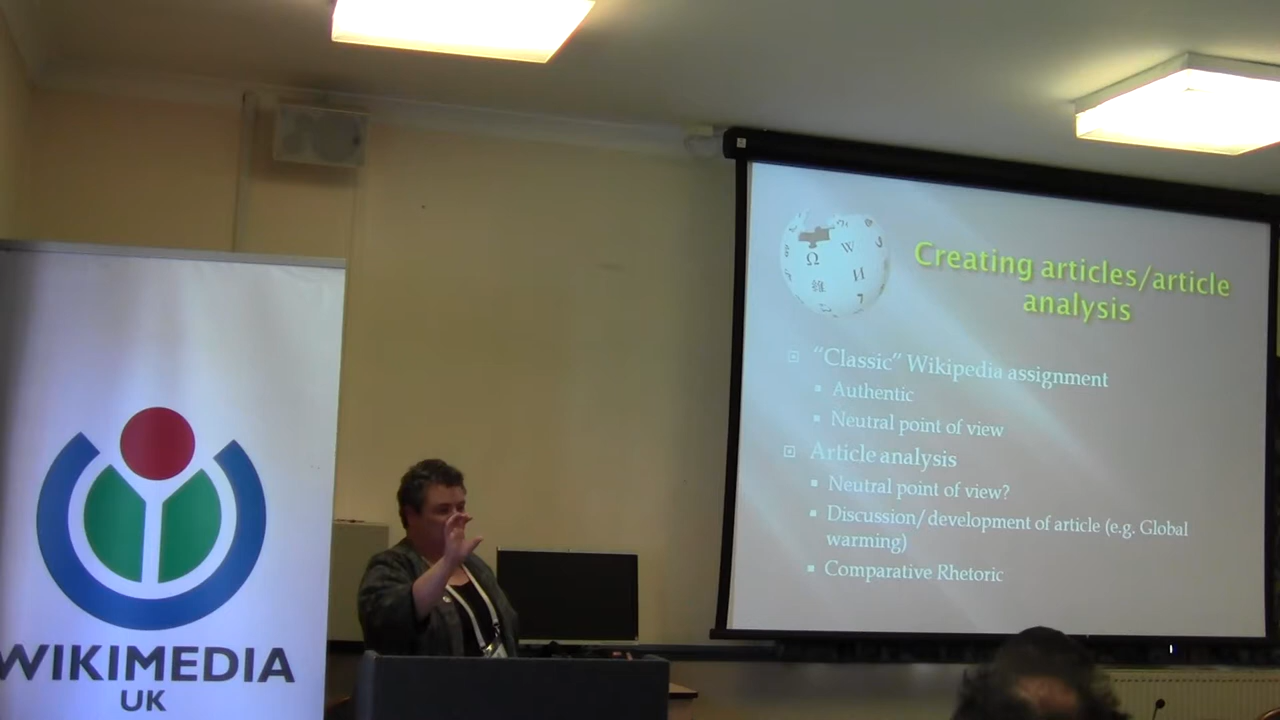 WIKIMEDIA
UK
Ω
W
И
維
Creating articles/article
analysis
"Classic" Wikipedia assignment
Authentic
Neutral point of view
Article analysis
Neutral point of view?
Discussion/development of article (e.g. Global
warming)
Comparative Rhetoric